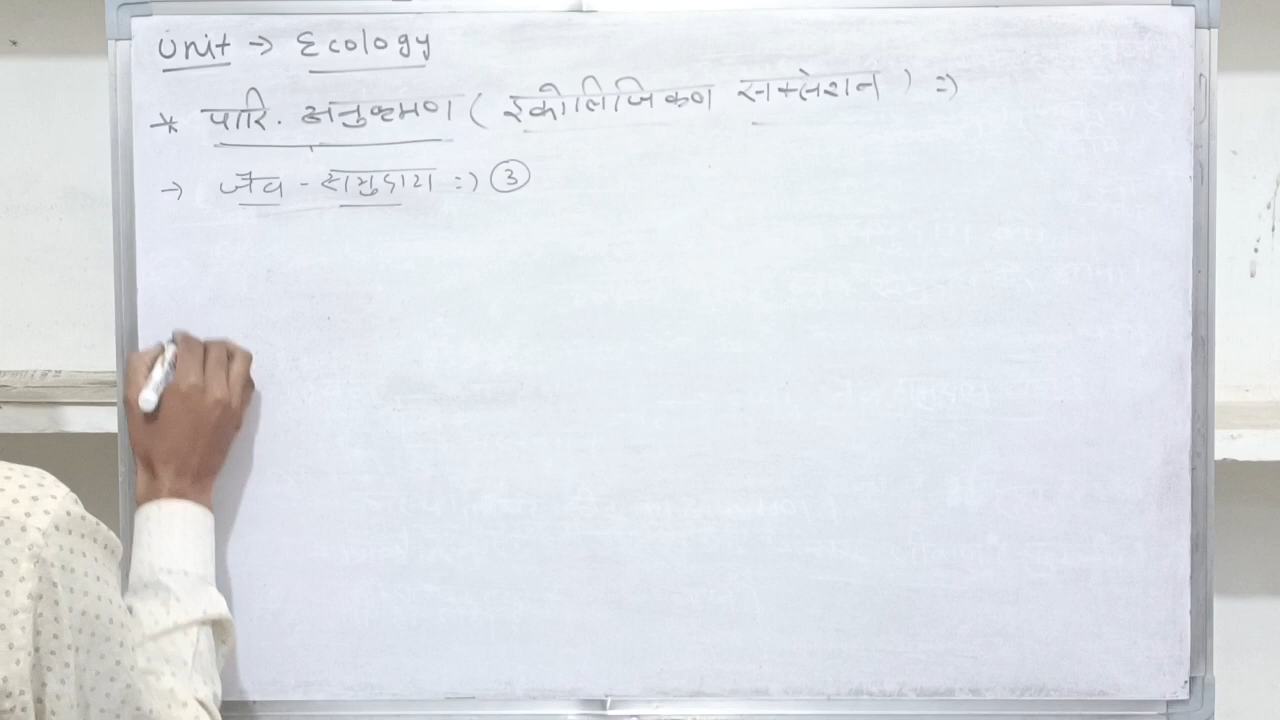 Unit → Ecology
* पारि. अनुक्रमण ( इकोलिजिकल सक्सेशन ) :)
→ जैव - समुदाय :) ③